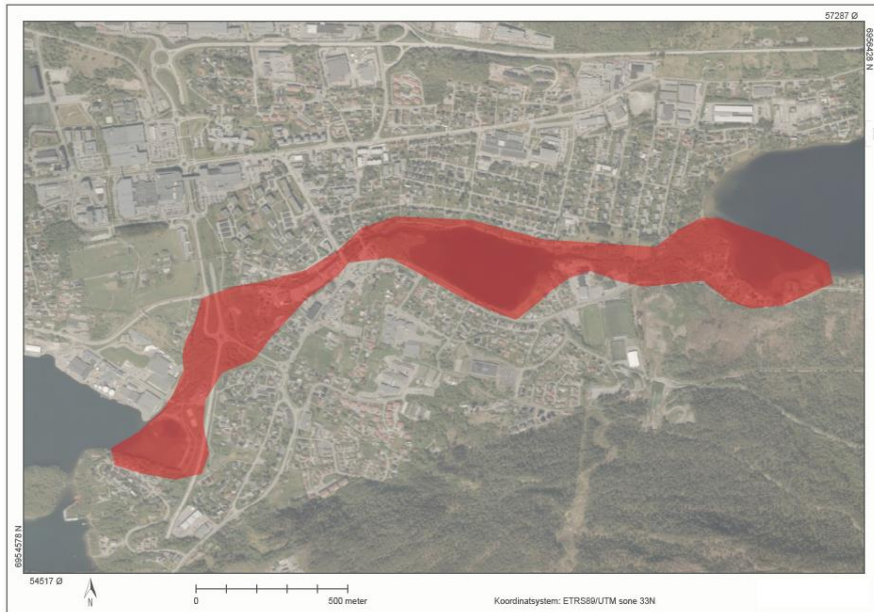 57287 Ø
6956428 N
6954578 N
54517 Ø
N
0
500 meter
Koordinatsystem: ETRS89/UTM sone 33N